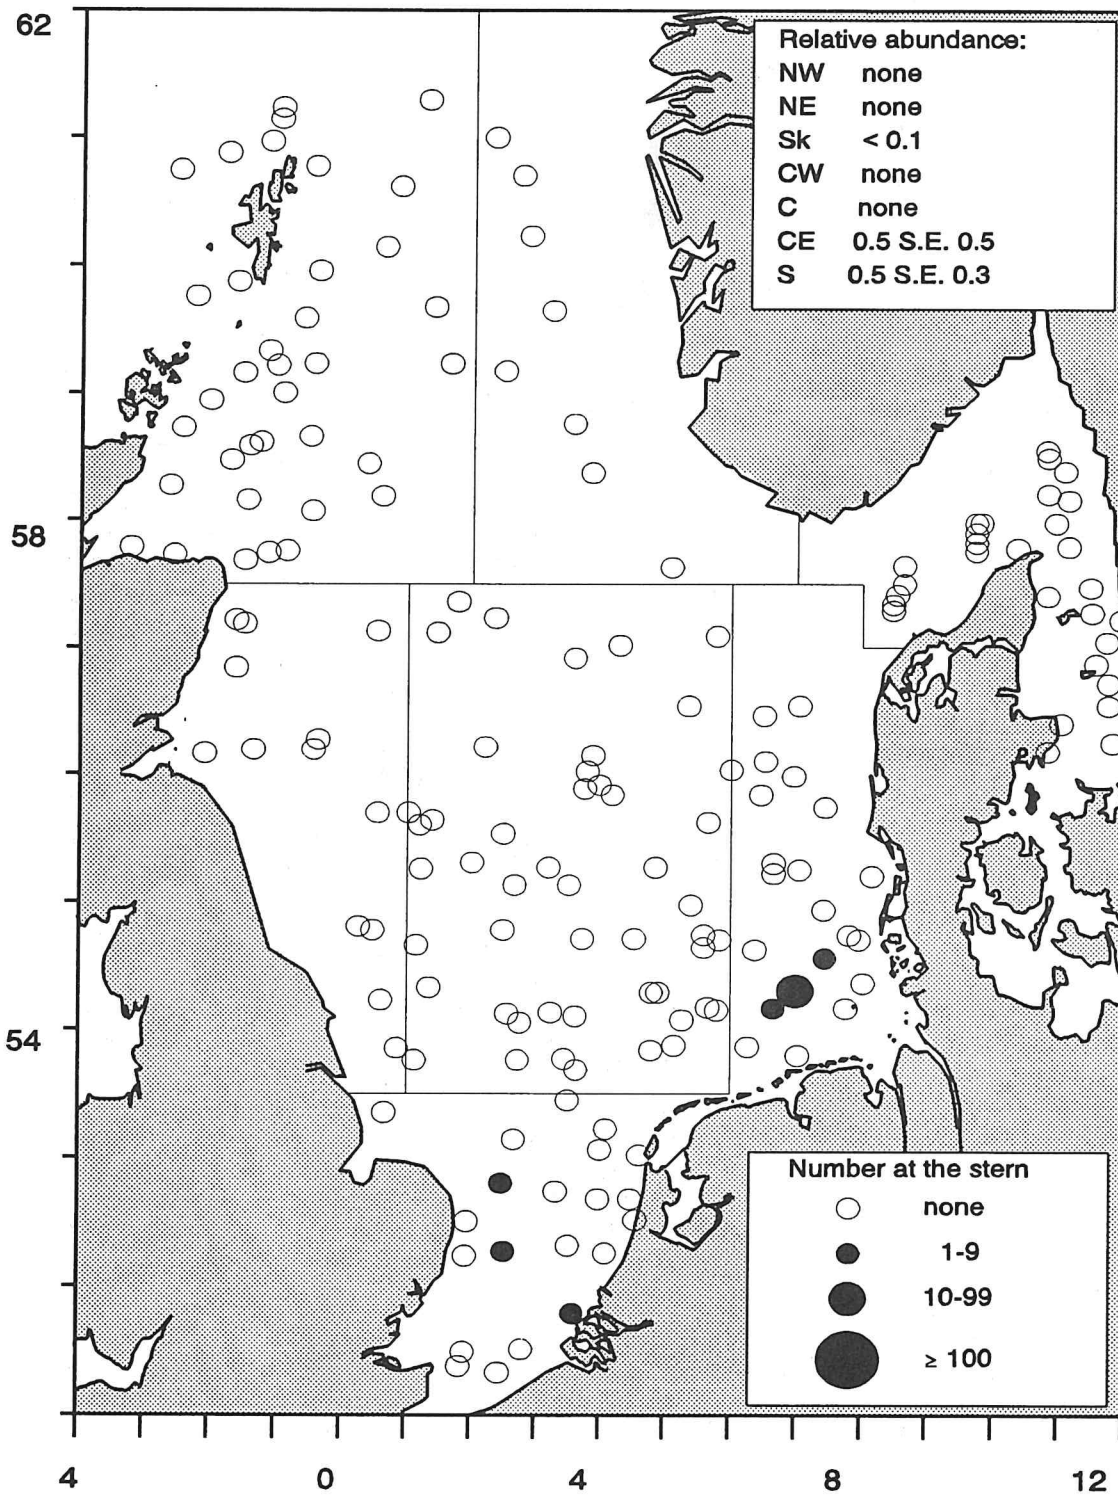 62
Relative abundance:
NW none
NE none
Sk < 0.1
CW none
C none
CE 0.5 S.E. 0.5
S 0.5 S.E. 0.3
58
54
Number at the stern
none
1-9
10-99
≥ 100
4 0 4 8 12